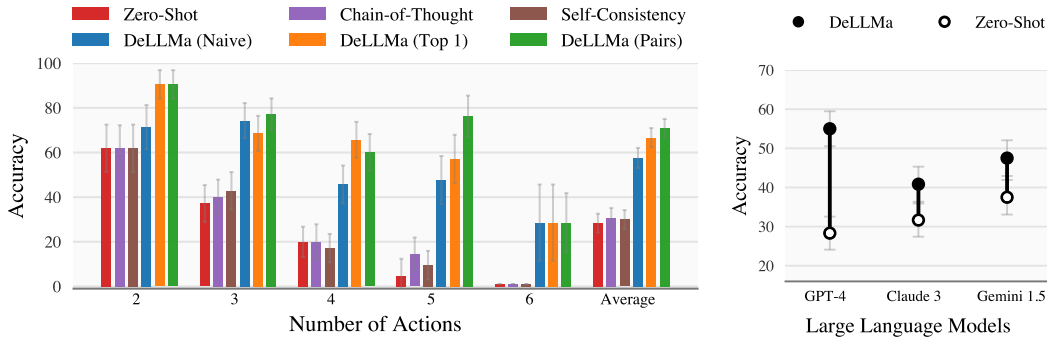 Zero-Shot
Chain-of-Thought
Self-Consistency
DeLLMa (Naive)
DeLLMa (Top 1)
DeLLMa (Pairs)
100
80
60
40
20
0
Accuracy
2 3 4 5 6 Average
Number of Actions
DeLLMa
Zero-Shot
70
60
50
40
30
20
Accuracy
GPT-4 Claude 3 Gemini 1.5
Large Language Models